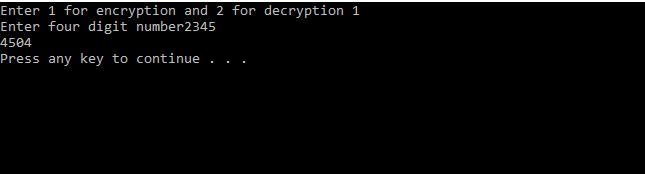 Enter 1 for encryption and 2 for decryption 1
Enter four digit number2345
4504
Press any key to continue . . .